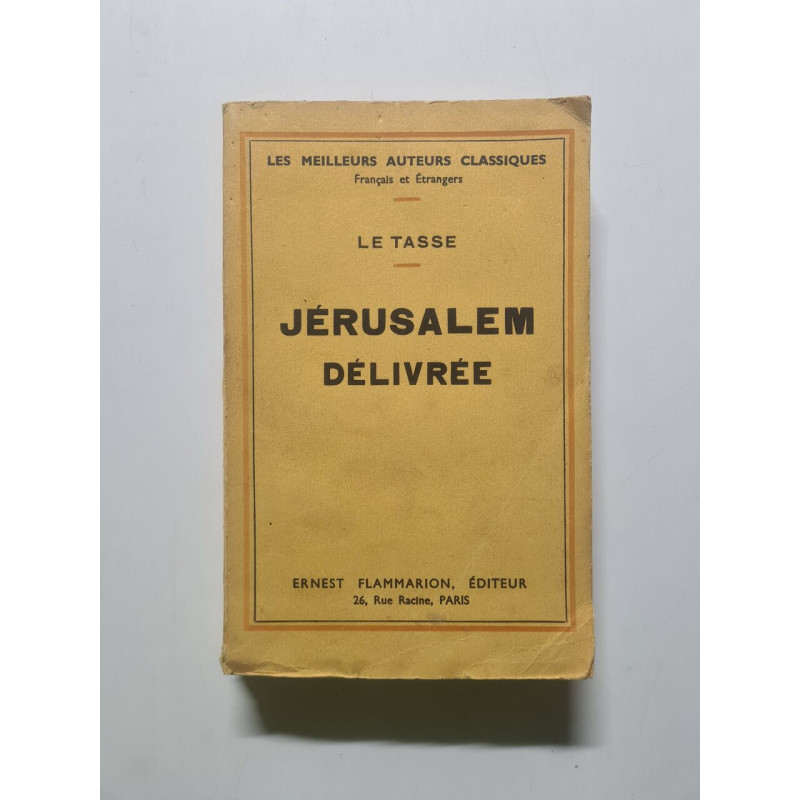 LES MEILLEURS AUTEURS CLASSIQUES
Français et Étrangers
LE TASSE
JÉRUSALEM
DÉLIVRÉE
ERNEST FLAMMARION, ÉDITEUR
26, Rue Racine, PARIS